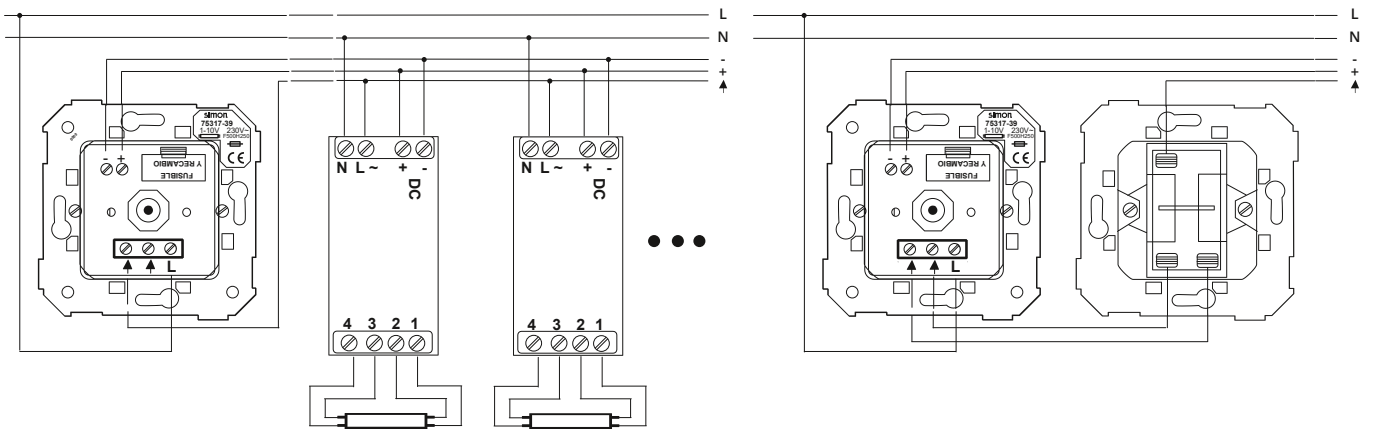 L
N
-
+
L
N
-
+
simon
75317-39
1-10V 230V~
F500H250
CE
- +
FUSIBLE
Y RECAMBIO
L
N L ~ + -
DC
4 3 2 1
N L ~ + -
DC
4 3 2 1
simon
75317-39
1-10V 230V~
F500H250
CE
- +
FUSIBLE
Y RECAMBIO
L